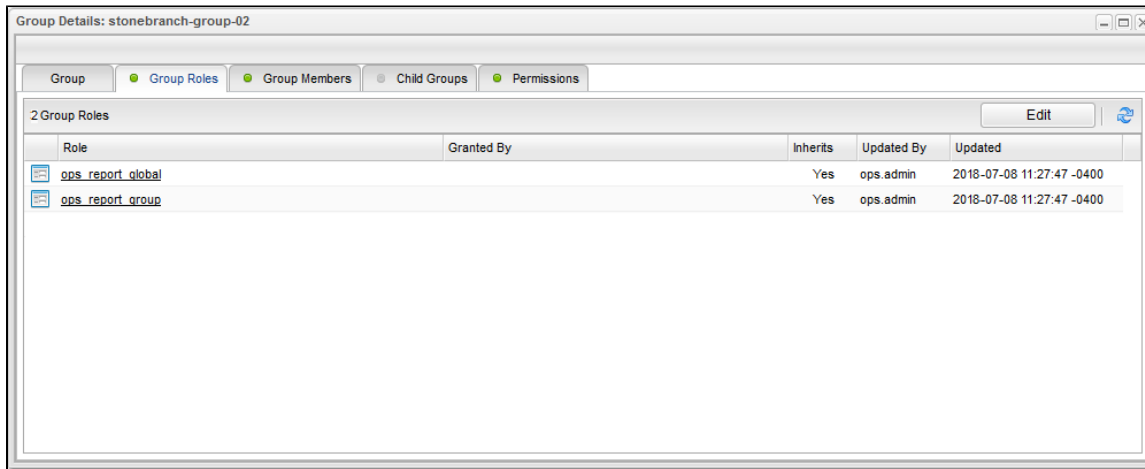 Group Details: stonebranch-group-02
Group Group Roles Group Members Child Groups Permissions
2 Group Roles Edit
Role Granted By Inherits Updated By Updated
ops_report_global Yes ops.admin 2018-07-08 11:27:47 -0400
ops_report_group Yes ops.admin 2018-07-08 11:27:47 -0400